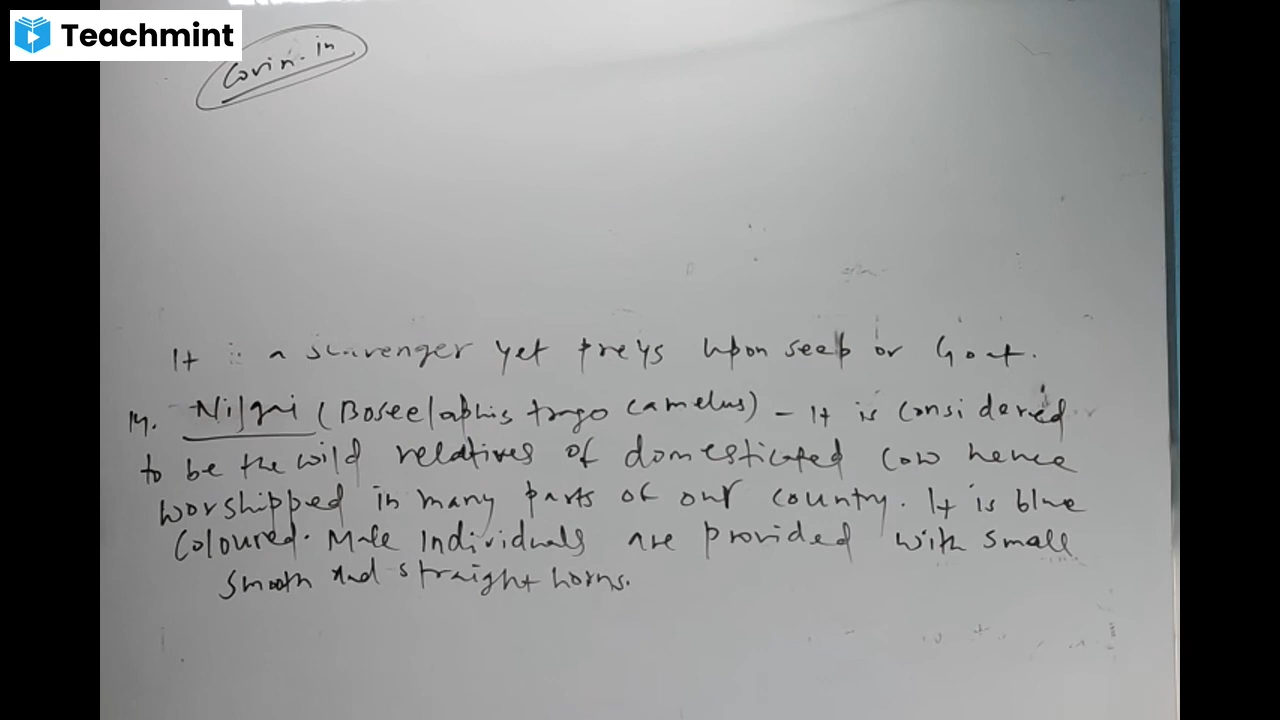 Teachmint
Covin.in
It is a scavenger yet preys upon seep or Goat.
14. Nilgai (Boseelaphis trago camelus) - It is considered
to be the wild relatives of domesticated cow hence
worshipped in many parts of our country. It is blue
Coloured. Male Individuals are provided with small
smooth and straight horns.